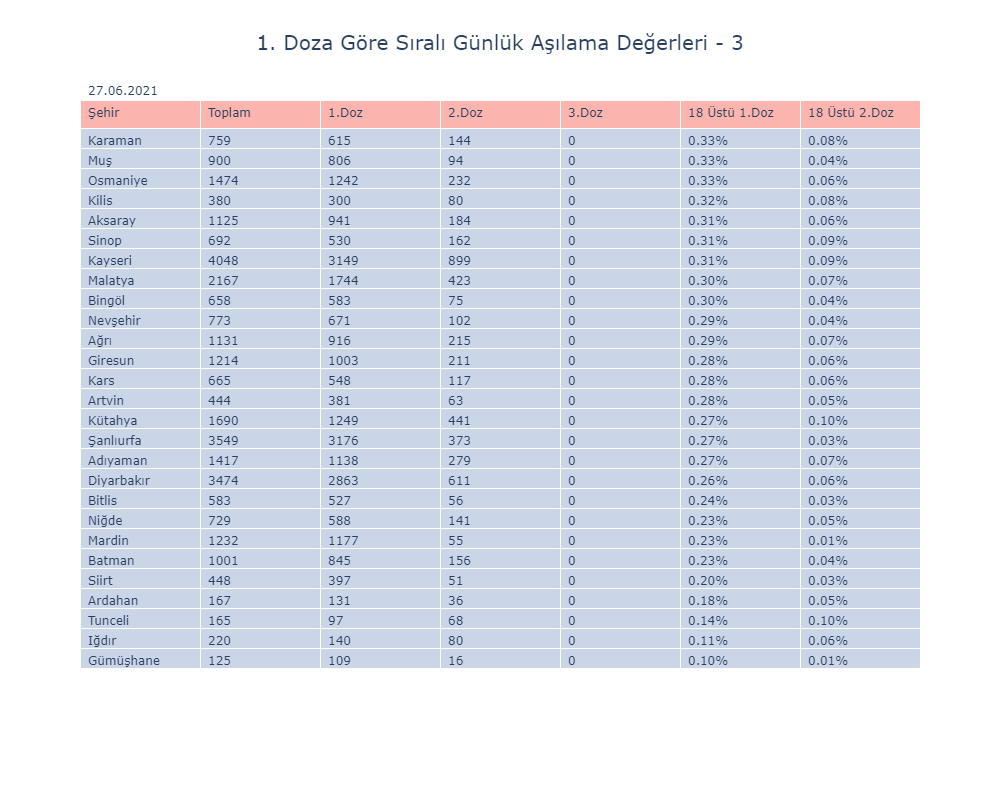 1. Doza Göre Sıralı Günlük Aşılama Değerleri - 3
27.06.2021
Şehir Toplam 1.Doz 2.Doz 3.Doz 18 Üstü 1.Doz 18 Üstü 2.Doz
Karaman 759 615 144 0 0.33% 0.08%
Muş 900 806 94 0 0.33% 0.04%
Osmaniye 1474 1242 232 0 0.33% 0.06%
Kilis 380 300 80 0 0.32% 0.08%
Aksaray 1125 941 184 0 0.31% 0.06%
Sinop 692 530 162 0 0.31% 0.09%
Kayseri 4048 3149 899 0 0.31% 0.09%
Malatya 2167 1744 423 0 0.30% 0.07%
Bingöl 658 583 75 0 0.30% 0.04%
Nevşehir 773 671 102 0 0.29% 0.04%
Ağrı 1131 916 215 0 0.29% 0.07%
Giresun 1214 1003 211 0 0.28% 0.06%
Kars 665 548 117 0 0.28% 0.06%
Artvin 444 381 63 0 0.28% 0.05%
Kütahya 1690 1249 441 0 0.27% 0.10%
Şanlıurfa 3549 3176 373 0 0.27% 0.03%
Adıyaman 1417 1138 279 0 0.27% 0.07%
Diyarbakır 3474 2863 611 0 0.26% 0.06%
Bitlis 583 527 56 0 0.24% 0.03%
Niğde 729 588 141 0 0.23% 0.05%
Mardin 1232 1177 55 0 0.23% 0.01%
Batman 1001 845 156 0 0.23% 0.04%
Siirt 448 397 51 0 0.20% 0.03%
Ardahan 167 131 36 0 0.18% 0.05%
Tunceli 165 97 68 0 0.14% 0.10%
Iğdır 220 140 80 0 0.11% 0.06%
Gümüşhane 125 109 16 0 0.10% 0.01%